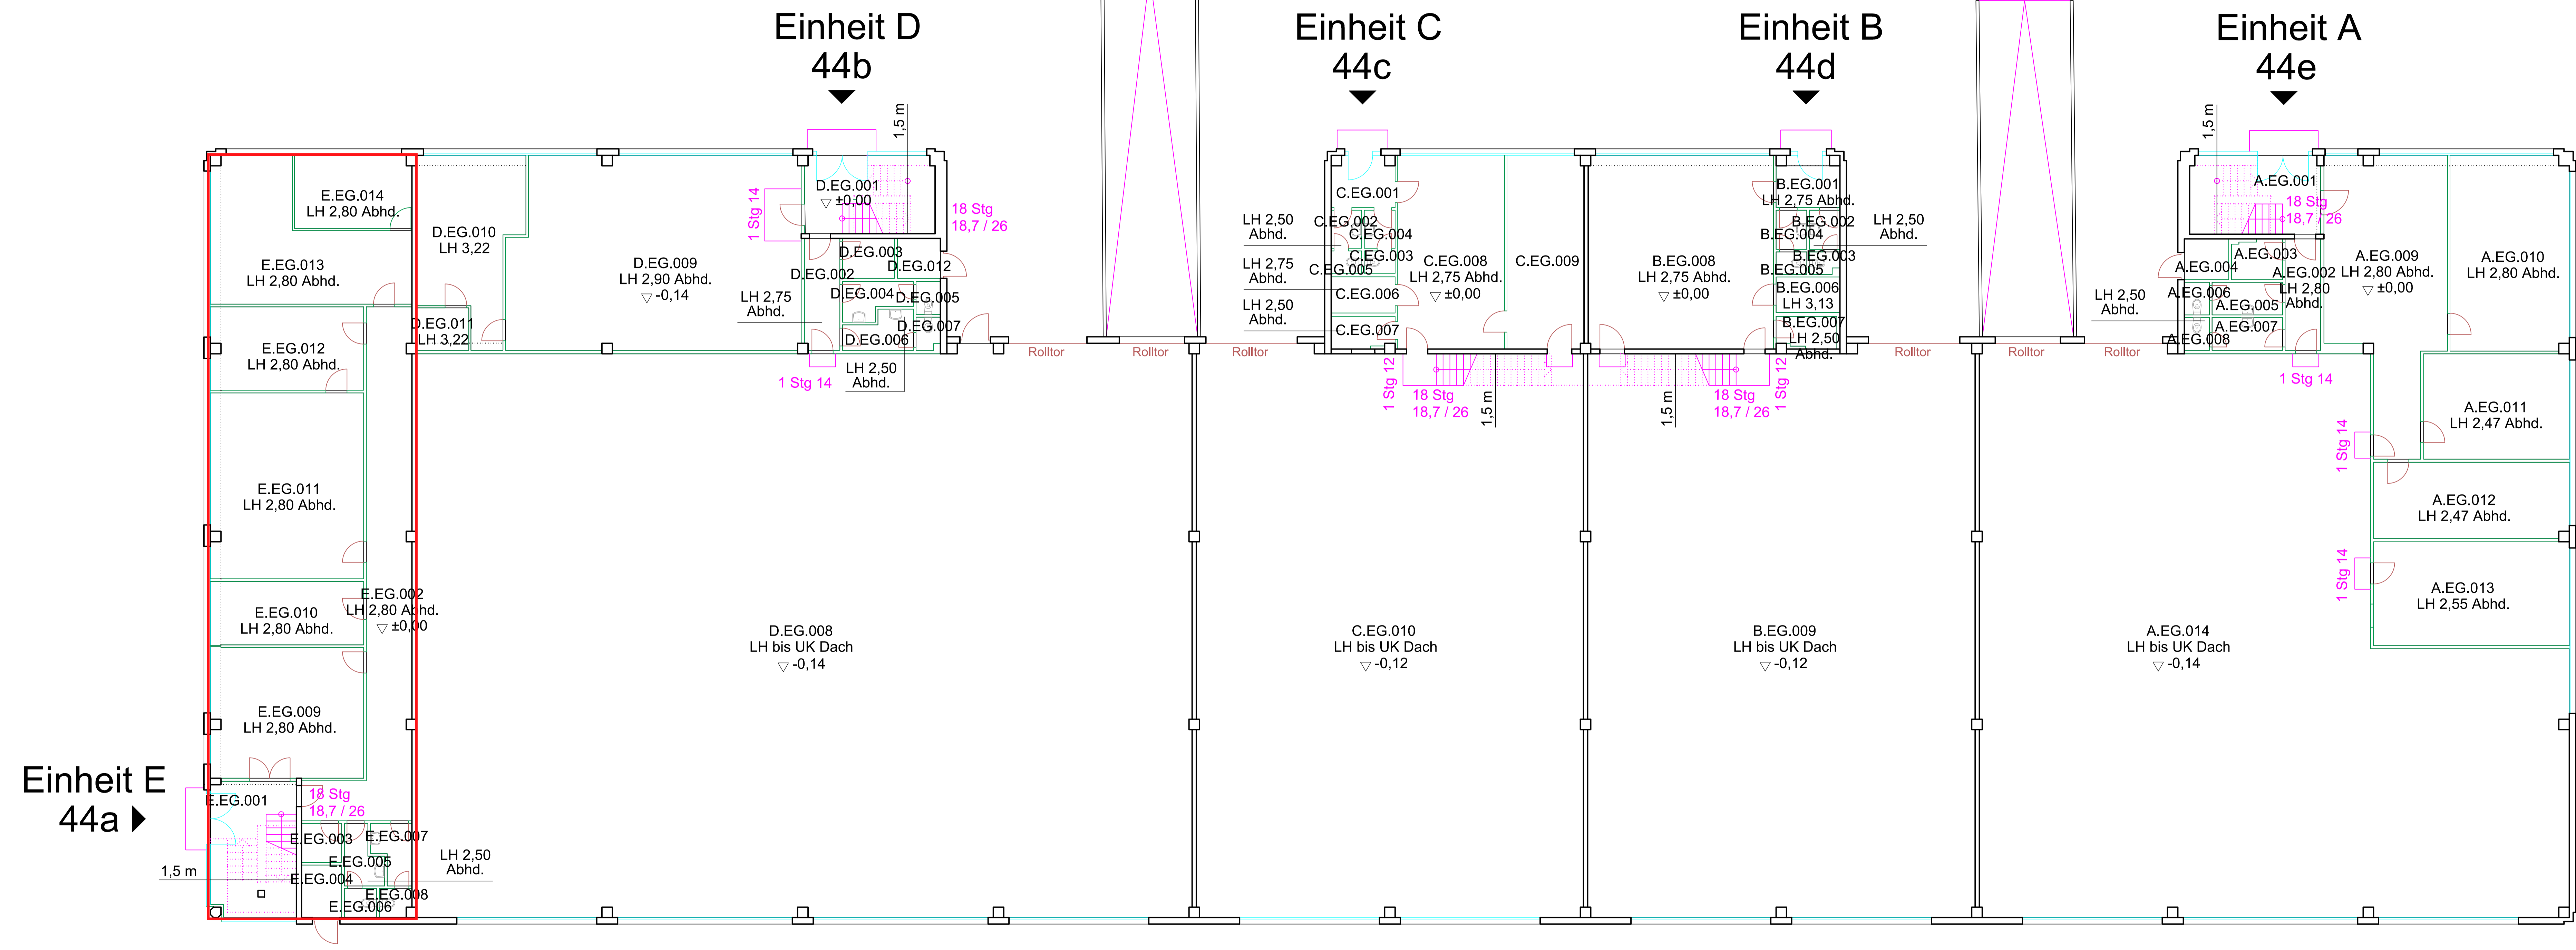 Einheit D
44b
Einheit C
44c
Einheit B
44d
Einheit A
44e
Einheit E
44a
1,5 m
E.EG.014
LH 2,80 Abhd.
E.EG.013
LH 2,80 Abhd.
E.EG.012
LH 2,80 Abhd.
E.EG.011
LH 2,80 Abhd.
E.EG.002
LH 2,80 Abhd.
±0,00
E.EG.010
LH 2,80 Abhd.
E.EG.009
LH 2,80 Abhd.
E.EG.001
18 Stg
18,7 / 26
E.EG.003
E.EG.007
E.EG.005
E.EG.004
E.EG.008
E.EG.006
LH 2,50
Abhd.
D.EG.010
LH 3,22
D.EG.011
LH 3,22
D.EG.009
LH 2,90 Abhd.
-0,14
1 Stg 14
D.EG.001
±0,00
1,5 m
18 Stg
18,7 / 26
D.EG.003
D.EG.012
D.EG.002
D.EG.004
D.EG.005
D.EG.007
D.EG.006
LH 2,75
Abhd.
1 Stg 14
LH 2,50
Abhd.
D.EG.008
LH bis UK Dach
-0,14
Rolltor
Rolltor
Rolltor
LH 2,50
Abhd.
LH 2,75
Abhd.
LH 2,50
Abhd.
C.EG.001
C.EG.002
C.EG.004
C.EG.003
C.EG.005
C.EG.006
C.EG.007
C.EG.008
LH 2,75 Abhd.
±0,00
C.EG.009
1 Stg 12
18 Stg
18,7 / 26
1,5 m
C.EG.010
LH bis UK Dach
-0,12
B.EG.008
LH 2,75 Abhd.
±0,00
B.EG.001
LH 2,75 Abhd.
B.EG.002
B.EG.004
B.EG.003
B.EG.005
B.EG.006
LH 3,13
B.EG.007
LH 2,50
Abhd.
LH 2,50
Abhd.
1,5 m
18 Stg
18,7 / 26
1 Stg 12
B.EG.009
LH bis UK Dach
-0,12
Rolltor
Rolltor
Rolltor
1,5 m
A.EG.001
18 Stg
18,7 / 26
A.EG.003
A.EG.004
A.EG.002
LH 2,80
Abhd.
A.EG.006
A.EG.005
A.EG.007
A.EG.008
LH 2,50
Abhd.
1 Stg 14
A.EG.009
LH 2,80 Abhd.
±0,00
A.EG.010
LH 2,80 Abhd.
A.EG.011
LH 2,47 Abhd.
1 Stg 14
A.EG.012
LH 2,47 Abhd.
1 Stg 14
A.EG.013
LH 2,55 Abhd.
A.EG.014
LH bis UK Dach
-0,14